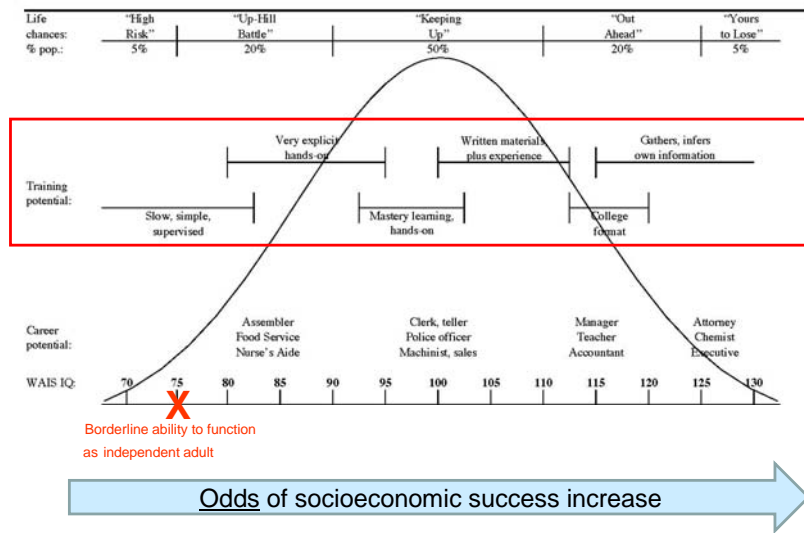 Life "High "Up-Hill "Keeping "Out "Yours
chances: Risk" Battle" Up" Ahead" to Lose"
% pop.: 5% 20% 50% 20% 5%
Very explicit Written materials Gathers, infers
hands-on plus experience own information
Training
potential:
Slow, simple, Mastery learning, College
supervised hands-on format
Career Assembler Clerk, teller Manager Attorney
potential: Food Service Police officer Teacher Chemist
Nurse's Aide Machinist, sales Accountant Executive
WAIS IQ: 70 75 80 85 90 95 100 105 110 115 120 125 130
X
Borderline ability to function
as independent adult
Odds of socioeconomic success increase